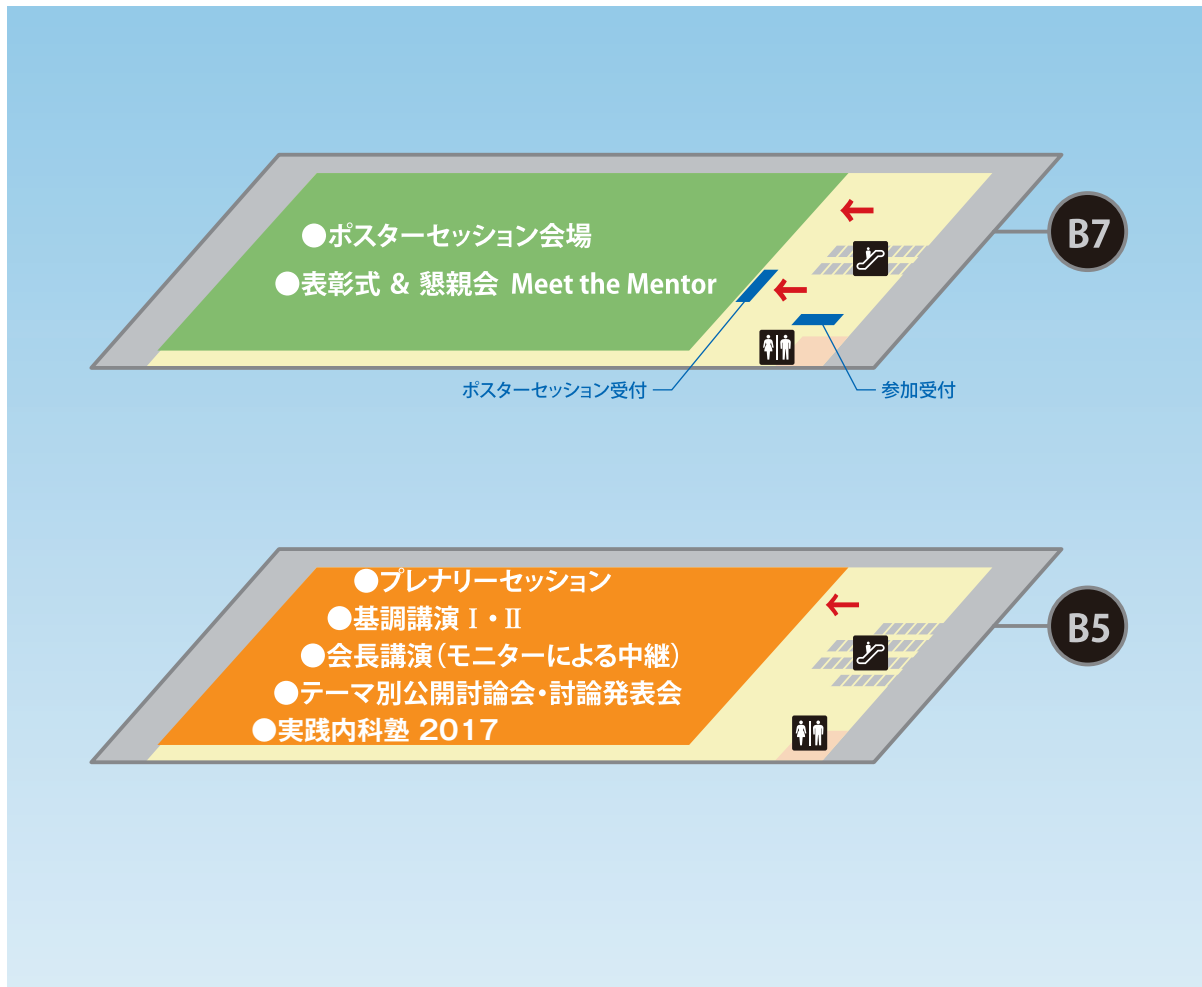 ●ポスターセッション会場
●表彰式 & 懇親会 Meet the Mentor
B7
ポスターセッション受付
参加受付
●プレナリーセッション
●基調講演 Ⅰ・Ⅱ
●会長講演(モニターによる中継)
●テーマ別公開討論会・討論発表会
●実践内科塾 2017
B5